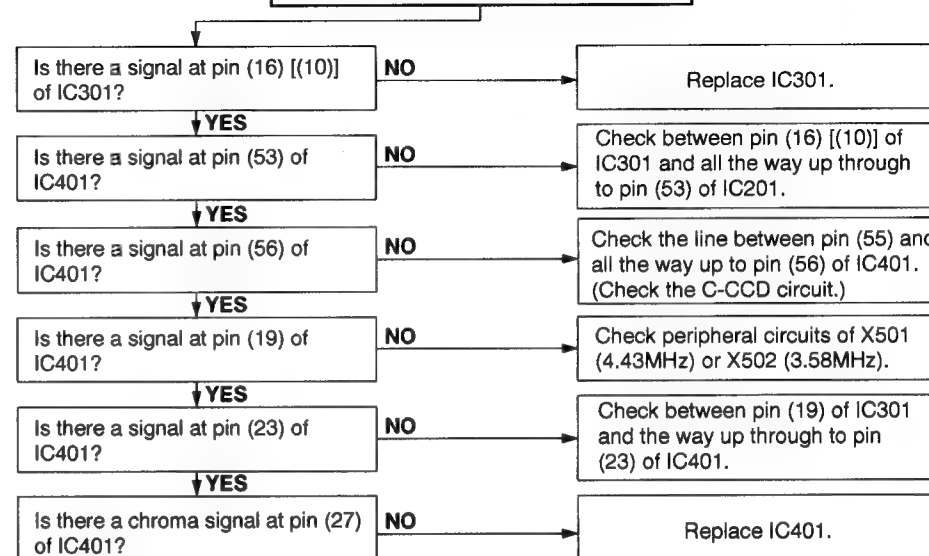 Is there a signal at pin (16) [(10)]
of IC301?
NO
Replace IC301.
YES
Is there a signal at pin (53) of
IC401?
NO
Check between pin (16) [(10)] of
IC301 and all the way up through
to pin (53) of IC201.
YES
Is there a signal at pin (56) of
IC401?
NO
Check the line between pin (55) and
all the way up to pin (56) of IC401.
(Check the C-CCD circuit.)
YES
Is there a signal at pin (19) of
IC401?
NO
Check peripheral circuits of X501
(4.43MHz) or X502 (3.58MHz).
YES
Is there a signal at pin (23) of
IC401?
NO
Check between pin (19) of IC301
and the way up through to pin
(23) of IC401.
YES
Is there a chroma signal at pin (27)
of IC401?
NO
Replace IC401.